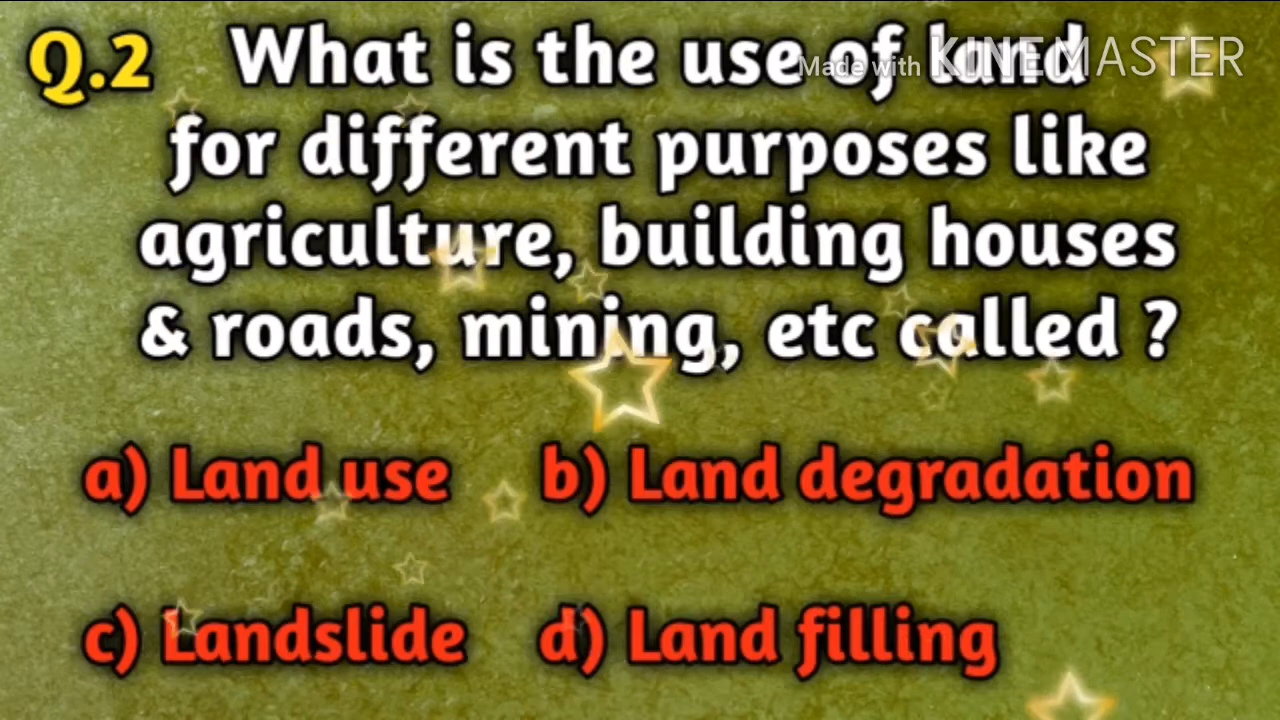 Q.2 What is the use of land
Made with KINEMASTER
for different purposes like
agriculture, building houses
& roads, mining, etc called ?
a) Land use b) Land degradation
c) Landslide d) Land filling